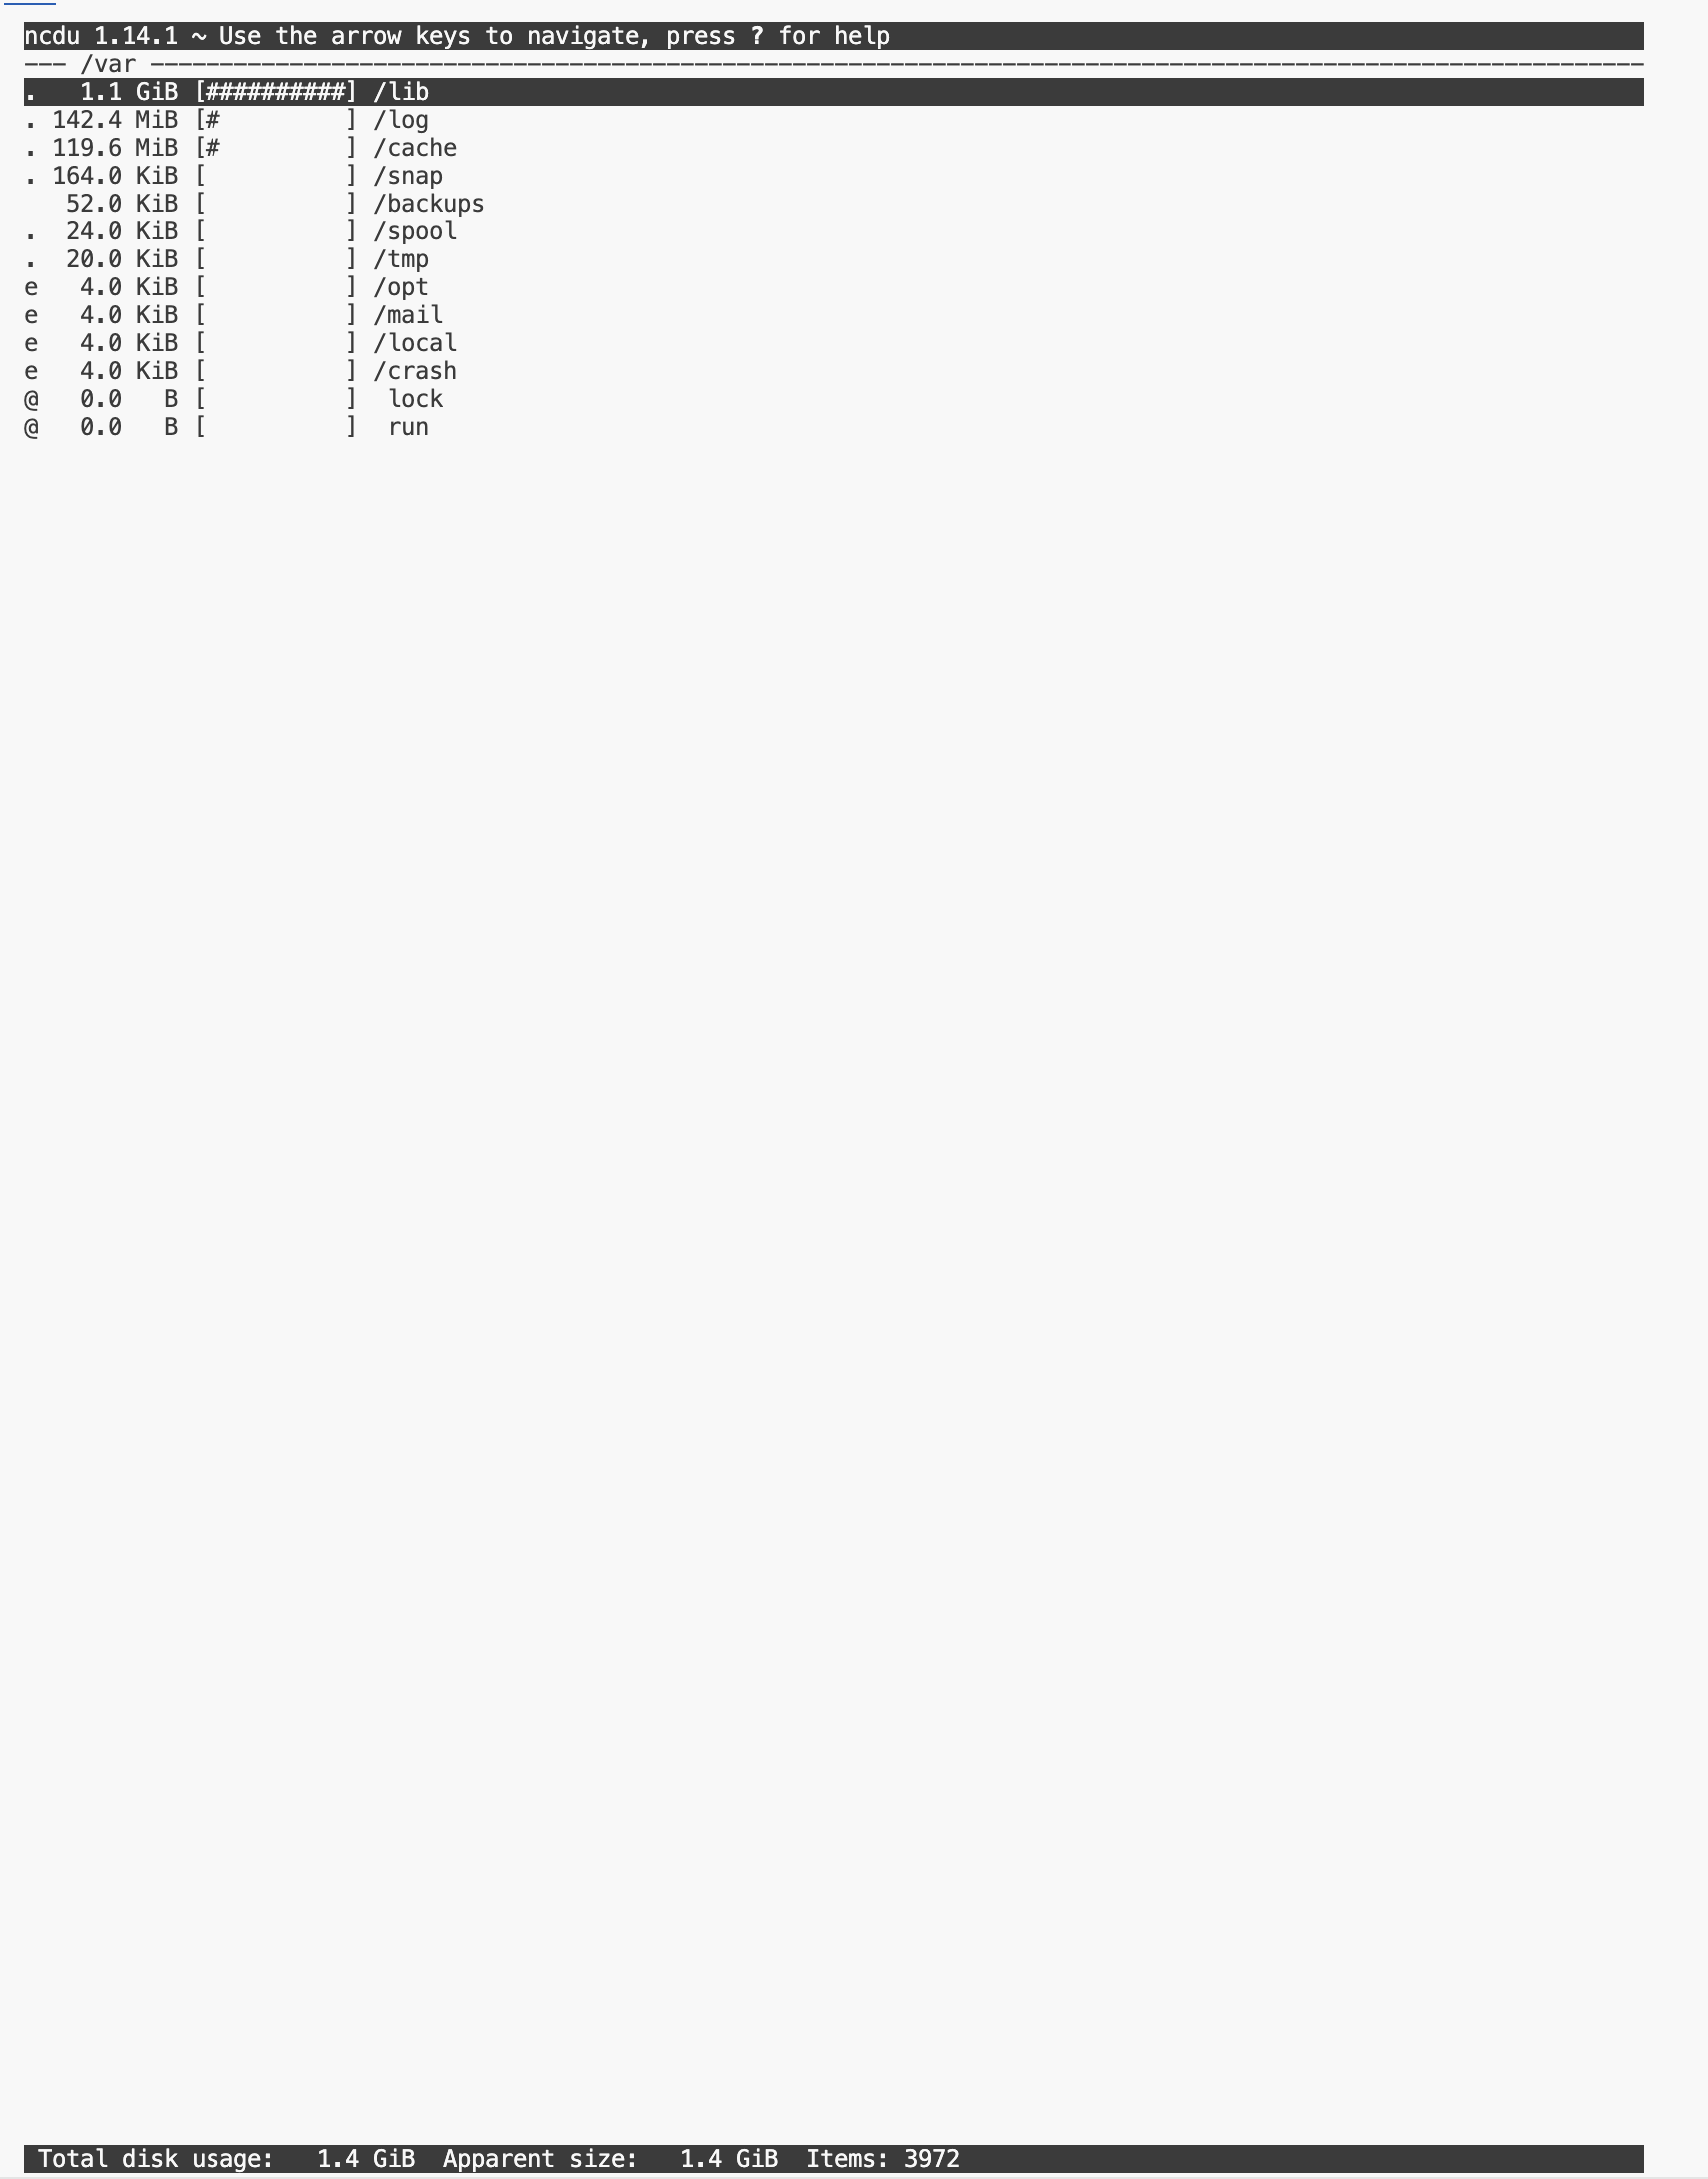 ncdu 1.14.1 ~ Use the arrow keys to navigate, press ? for help
--- /var -----------------------------------------------------------------------------------------------------------
.   1.1 GiB [##########] /lib
. 142.4 MiB [#         ] /log
. 119.6 MiB [#         ] /cache
. 164.0 KiB [          ] /snap
   52.0 KiB [          ] /backups
.  24.0 KiB [          ] /spool
.  20.0 KiB [          ] /tmp
e   4.0 KiB [          ] /opt
e   4.0 KiB [          ] /mail
e   4.0 KiB [          ] /local
e   4.0 KiB [          ] /crash
@   0.0   B [          ]  lock
@   0.0   B [          ]  run
 Total disk usage:   1.4 GiB  Apparent size:   1.4 GiB  Items: 3972